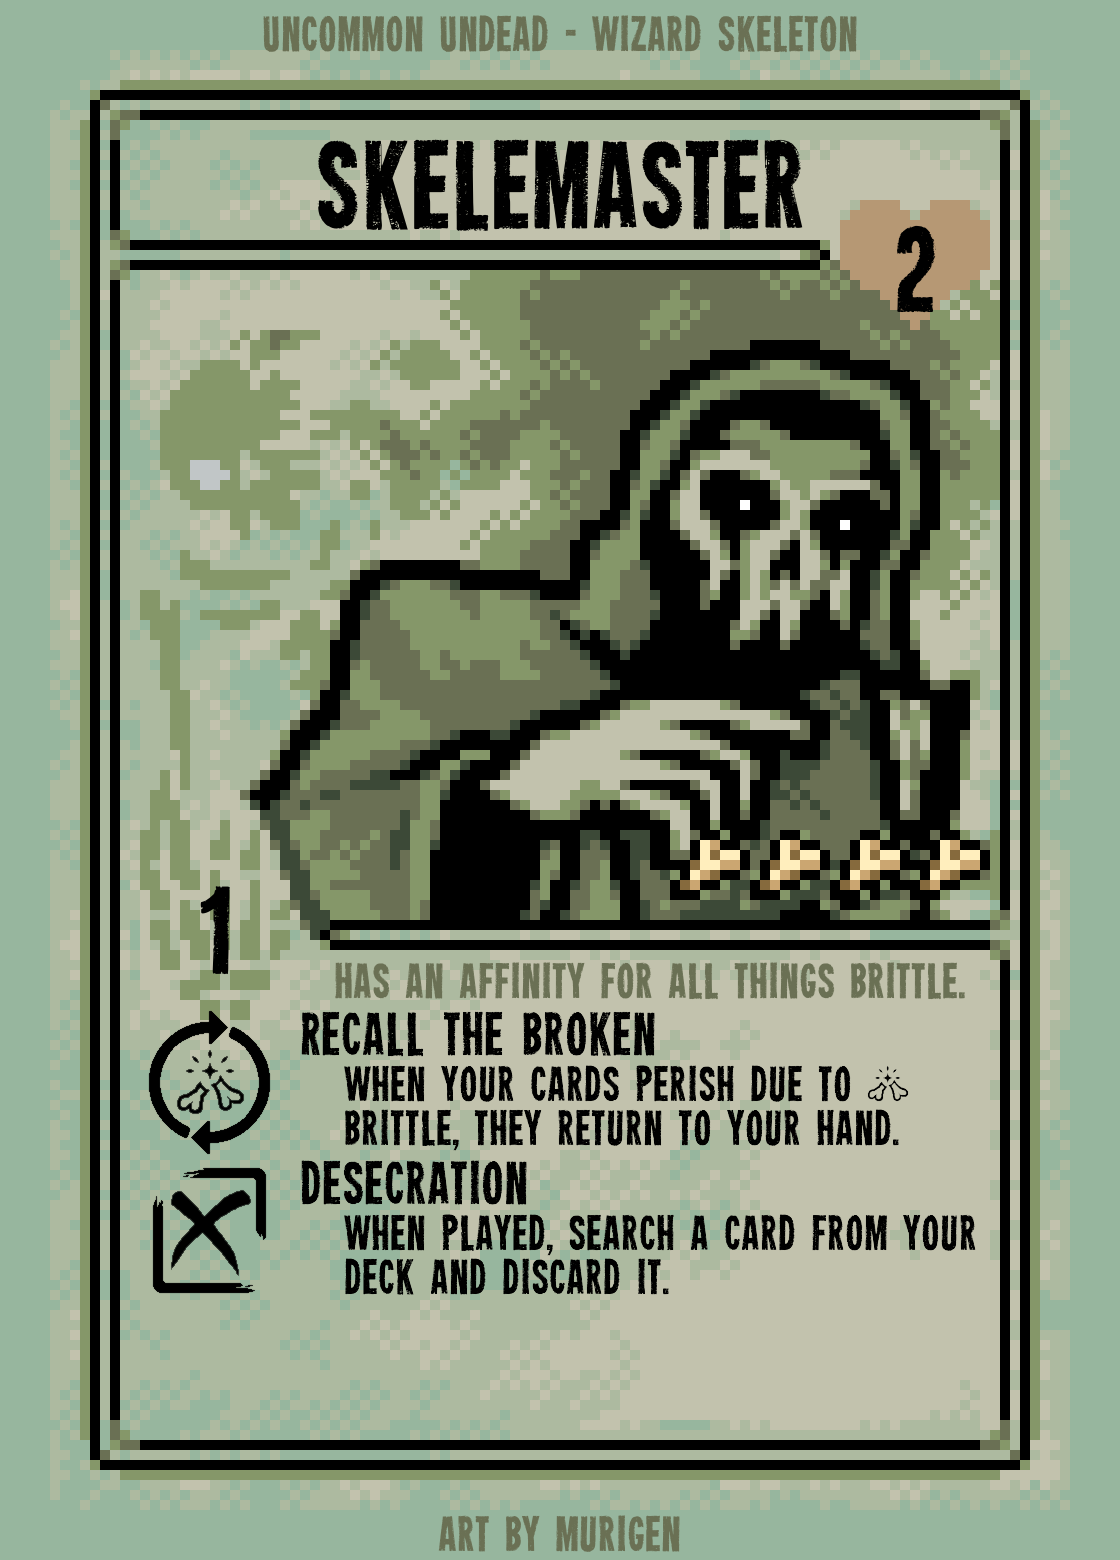 UNCOMMON UNDEAD - WIZARD SKELETON
SKELEMASTER
2
1
HAS AN AFFINITY FOR ALL THINGS BRITTLE.
RECALL THE BROKEN
WHEN YOUR CARDS PERISH DUE TO
BRITTLE, THEY RETURN TO YOUR HAND.
DESECRATION
WHEN PLAYED, SEARCH A CARD FROM YOUR
DECK AND DISCARD IT.
ART BY MURIGEN